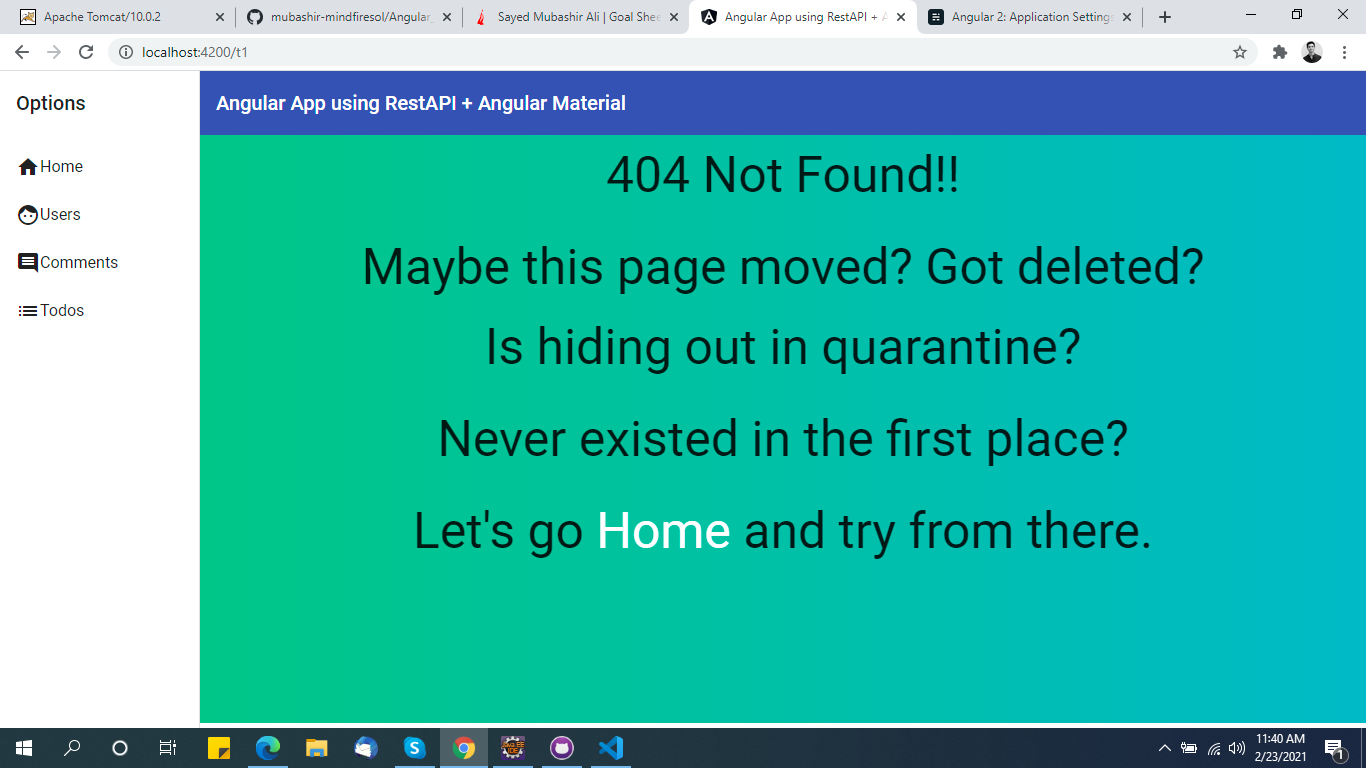 Apache Tomcat/10.0.2
mubashir-mindfiresol/Angular_
Sayed Mubashir Ali | Goal Shee
Angular App using RestAPI + A
Angular 2: Application Settings
localhost:4200/t1
Options
Angular App using RestAPI + Angular Material
Home
Users
Comments
Todos
404 Not Found!!
Maybe this page moved? Got deleted?
Is hiding out in quarantine?
Never existed in the first place?
Let's go Home and try from there.
11:40 AM
2/23/2021
1